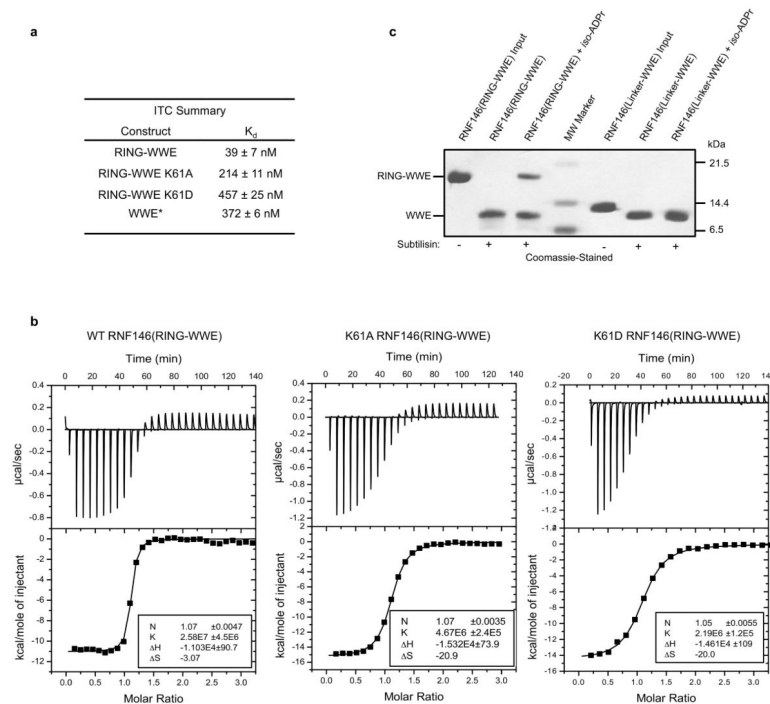 a
ITC Summary
Construct Kd
RING-WWE 39 ± 7 nM
RING-WWE K61A 214 ± 11 nM
RING-WWE K61D 457 ± 25 nM
WWE* 372 ± 6 nM
c
RNF146(RING-WWE) Input
RNF146(RING-WWE)
RNF146(RING-WWE) + iso-ADPr
MW Marker
RNF146(Linker-WWE) Input
RNF146(Linker-WWE)
RNF146(Linker-WWE) + iso-ADPr
kDa
RING-WWE
WWE
21.5
14.4
6.5
Subtilisin: - + + - + +
Coomassie-Stained
b
WT RNF146(RING-WWE)
Time (min)
0 20 40 60 80 100 120 140
µcal/sec
0.4
0.2
0.0
-0.2
-0.4
-0.6
-0.8
kcal/mole of injectant
0
-2
-4
-6
-8
-10
-12
N 1.07 ±0.0047
K 2.58E7 ±4.5E6
ΔH -1.103E4±90.7
ΔS -3.07
0.0 0.5 1.0 1.5 2.0 2.5 3.0
Molar Ratio
K61A RNF146(RING-WWE)
Time (min)
0 20 40 60 80 100 120 140
µcal/sec
0.4
0.2
0.0
-0.2
-0.4
-0.6
-0.8
-1.0
-1.2
kcal/mole of injectant
2
0
-2
-4
-6
-8
-10
-12
-14
-16
N 1.07 ±0.0035
K 4.67E6 ±2.4E5
ΔH -1.532E4±73.9
ΔS -20.9
0.0 0.5 1.0 1.5 2.0 2.5 3.0
Molar Ratio
K61D RNF146(RING-WWE)
Time (min)
-20 0 20 40 60 80 100 120 140
µcal/sec
0.2
0.0
-0.2
-0.4
-0.6
-0.8
-1.0
-1.2
kcal/mole of injectant
2
0
-2
-4
-6
-8
-10
-12
-14
-16
N 1.05 ±0.0055
K 2.19E6 ±1.2E5
ΔH -1.461E4 ±109
ΔS -20.0
0.0 0.5 1.0 1.5 2.0 2.5 3.0
Molar Ratio